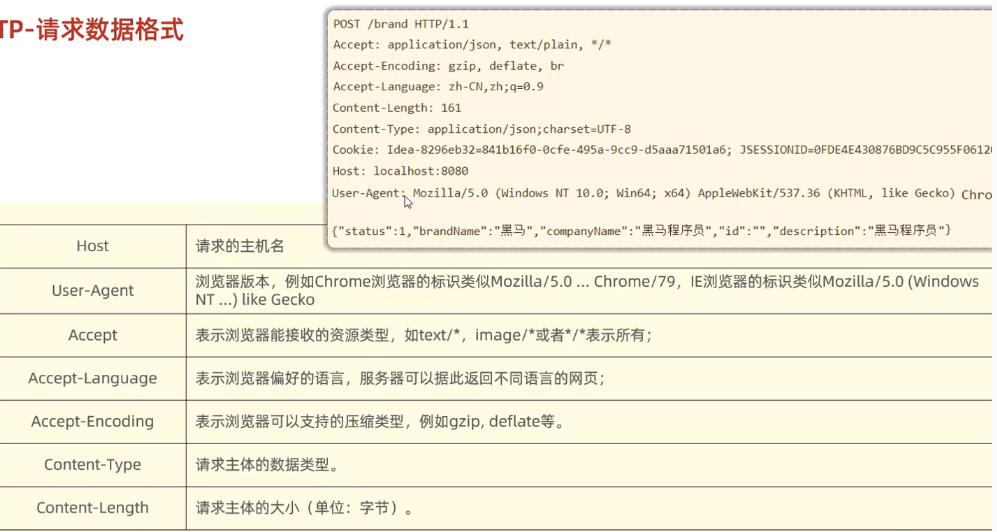 TP-请求数据格式
POST /brand HTTP/1.1
Accept: application/json, text/plain, */*
Accept-Encoding: gzip, deflate, br
Accept-Language: zh-CN,zh;q=0.9
Content-Length: 161
Content-Type: application/json;charset=UTF-8
Cookie: Idea-8296eb32=841b16f0-0cfe-495a-9cc9-d5aaa71501a6; JSESSIONID=0FDE4E430876BD9C5C955F06120
Host: localhost:8080
User-Agent: Mozilla/5.0 (Windows NT 10.0; Win64; x64) AppleWebKit/537.36 (KHTML, like Gecko) Chro
{"status":1,"brandName":"黑马","companyName":"黑马程序员","id":"","description":"黑马程序员"}
Host 请求的主机名
User-Agent 浏览器版本，例如Chrome浏览器的标识类似Mozilla/5.0 ... Chrome/79，IE浏览器的标识类似Mozilla/5.0 (Windows
NT ...) like Gecko
Accept 表示浏览器能接收的资源类型，如text/*，image/*或者*/*表示所有；
Accept-Language 表示浏览器偏好的语言，服务器可以据此返回不同语言的网页；
Accept-Encoding 表示浏览器可以支持的压缩类型，例如gzip, deflate等。
Content-Type 请求主体的数据类型。
Content-Length 请求主体的大小（单位：字节）。